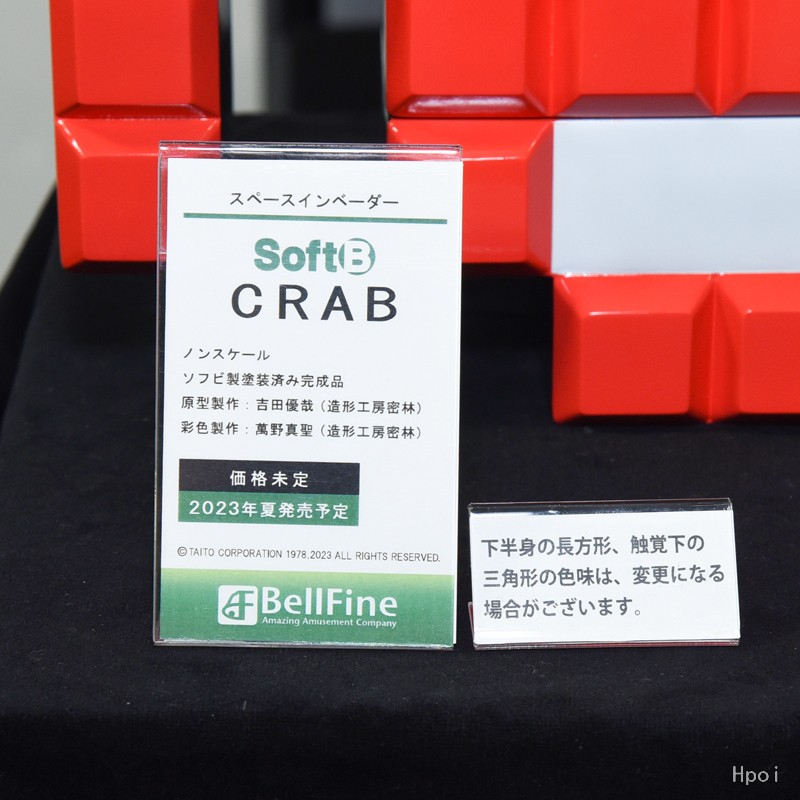 スペースインベーダー
SoftB
CRAB
ノンスケール
ソフビ製塗装済み完成品
原型製作：吉田優哉（造形工房密林）
彩色製作：萬野真聖（造形工房密林）
価格未定
2023年夏発売予定
©TAITO CORPORATION 1978,2023 ALL RIGHTS RESERVED.
BellFine
Amazing Amusement Company
下半身の長方形、触覚下の
三角形の色味は、変更になる
場合がございます。
Hpoi